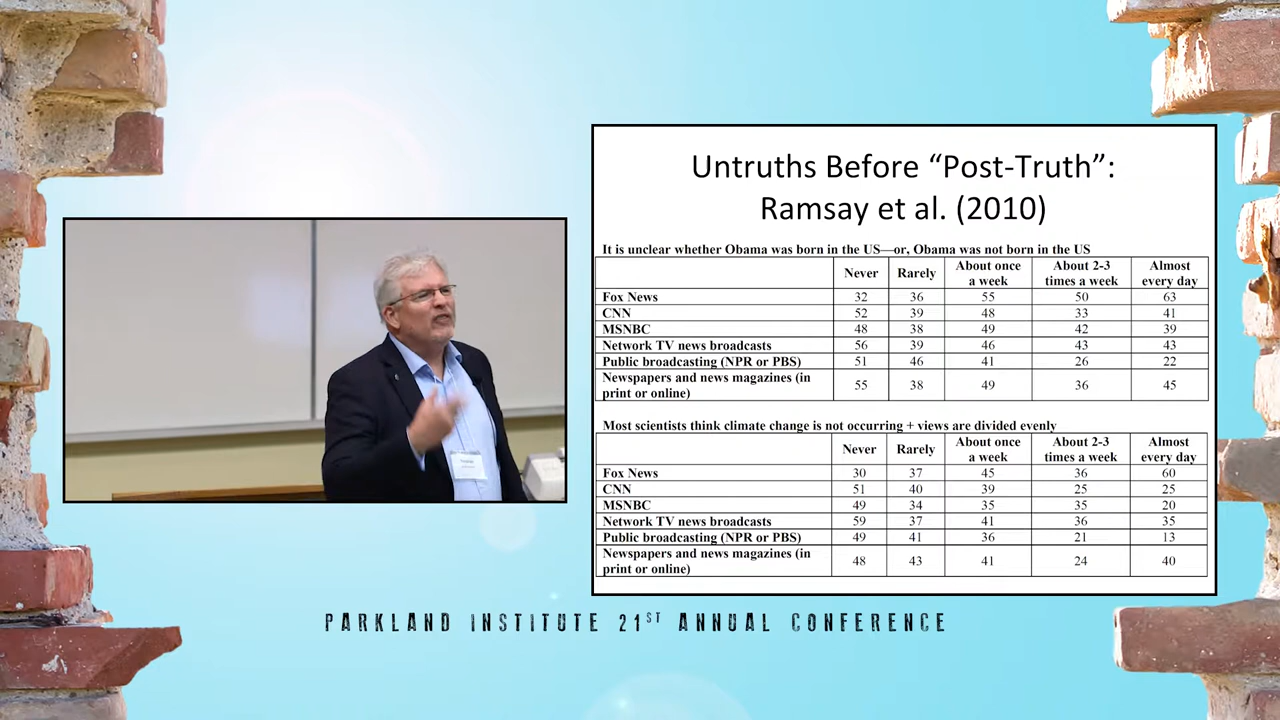 Untruths Before “Post-Truth”:
Ramsay et al. (2010)
It is unclear whether Obama was born in the US—or, Obama was not born in the US
Never Rarely About once a week About 2-3 times a week Almost every day
Fox News 32 36 55 50 63
CNN 52 39 48 33 41
MSNBC 48 38 49 42 39
Network TV news broadcasts 56 39 46 43 43
Public broadcasting (NPR or PBS) 51 46 41 26 22
Newspapers and news magazines (in print or online) 55 38 49 36 45
Most scientists think climate change is not occurring + views are divided evenly
Never Rarely About once a week About 2-3 times a week Almost every day
Fox News 30 37 45 36 60
CNN 51 40 39 25 25
MSNBC 49 34 35 35 20
Network TV news broadcasts 59 37 41 36 35
Public broadcasting (NPR or PBS) 49 41 36 21 13
Newspapers and news magazines (in print or online) 48 43 41 24 40
PARKLAND INSTITUTE 21ST ANNUAL CONFERENCE